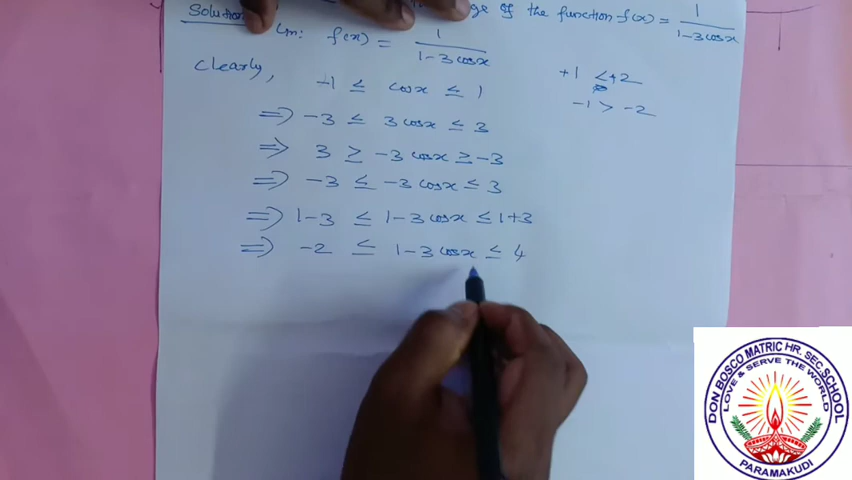 Solution ge of the function f(x) = 1/(1-3cosx)
Gn: f(x) = 1/(1-3cosx)
Clearly,
-1 ≤ cosx ≤ 1
+1 ≤ +2
-1 > -2
⇒ -3 ≤ 3cosx ≤ 3
⇒ 3 ≥ -3cosx ≥ -3
⇒ -3 ≤ -3cosx ≤ 3
⇒ 1-3 ≤ 1-3cosx ≤ 1+3
⇒ -2 ≤ 1-3cosx ≤ 4
DON BOSCO MATRIC HR. SEC. SCHOOL
LOVE & SERVE THE WORLD
PARAMAKUDI